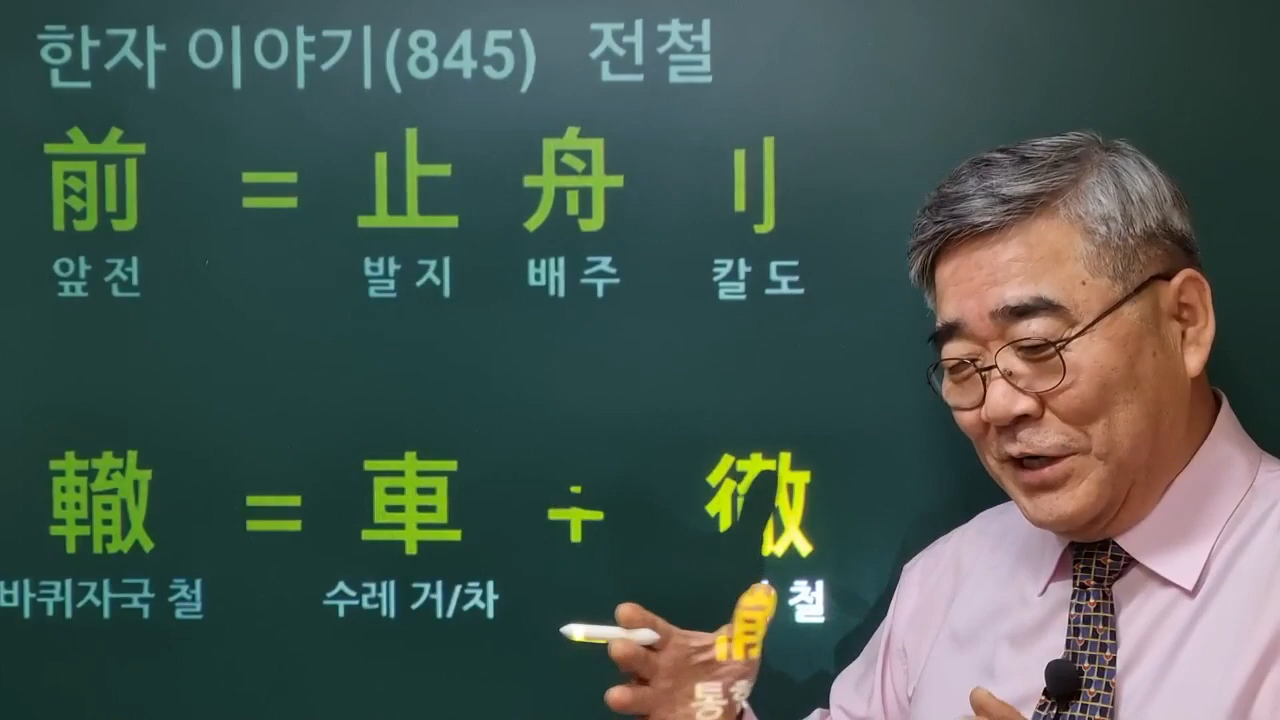 한자 이야기(845) 전철
前 = 止 舟 刂
앞 전 발 지 배 주 칼 도
轍 = 車 +
바퀴자국 철 수레 거/차 철